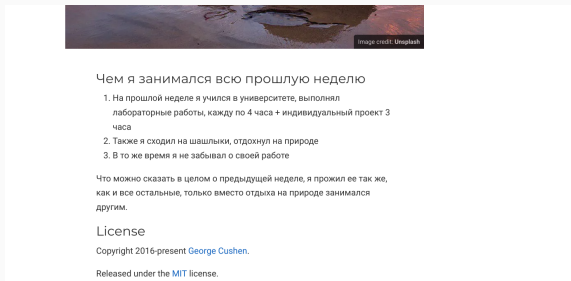 Image credit: Unsplash
Чем я занимался всю прошлую неделю
1. На прошлой неделе я учился в университете, выполнял
лабораторные работы, кажду по 4 часа + индивидуальный проект 3
часа
2. Также я сходил на шашлыки, отдохнул на природе
3. В то же время я не забывал о своей работе
Что можно сказать в целом о предыдущей неделе, я прожил ее так же,
как и все остальные, только вместо отдыха на природе занимался
другим.
License
Copyright 2016-present George Cushen.
Released under the MIT license.